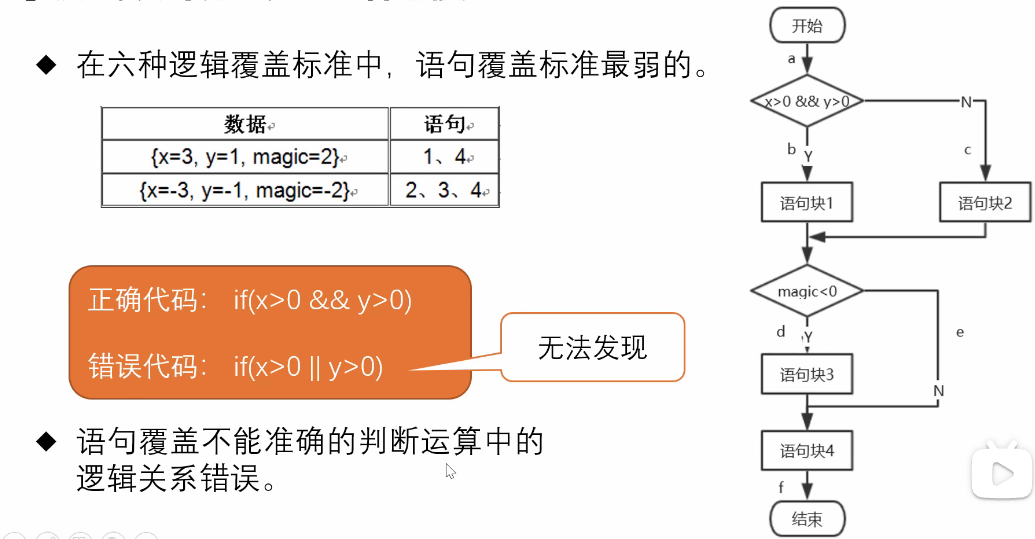 在六种逻辑覆盖标准中，语句覆盖标准最弱的。
数据 语句
{x=3, y=1, magic=2} 1、4
{x=-3, y=-1, magic=-2} 2、3、4
正确代码： if(x>0 && y>0)
错误代码： if(x>0 || y>0)
无法发现
语句覆盖不能准确的判断运算中的
逻辑关系错误。
开始
a
x>0 && y>0
N
b
Y
c
语句块1
语句块2
magic<0
d
Y
e
语句块3
N
语句块4
f
结束